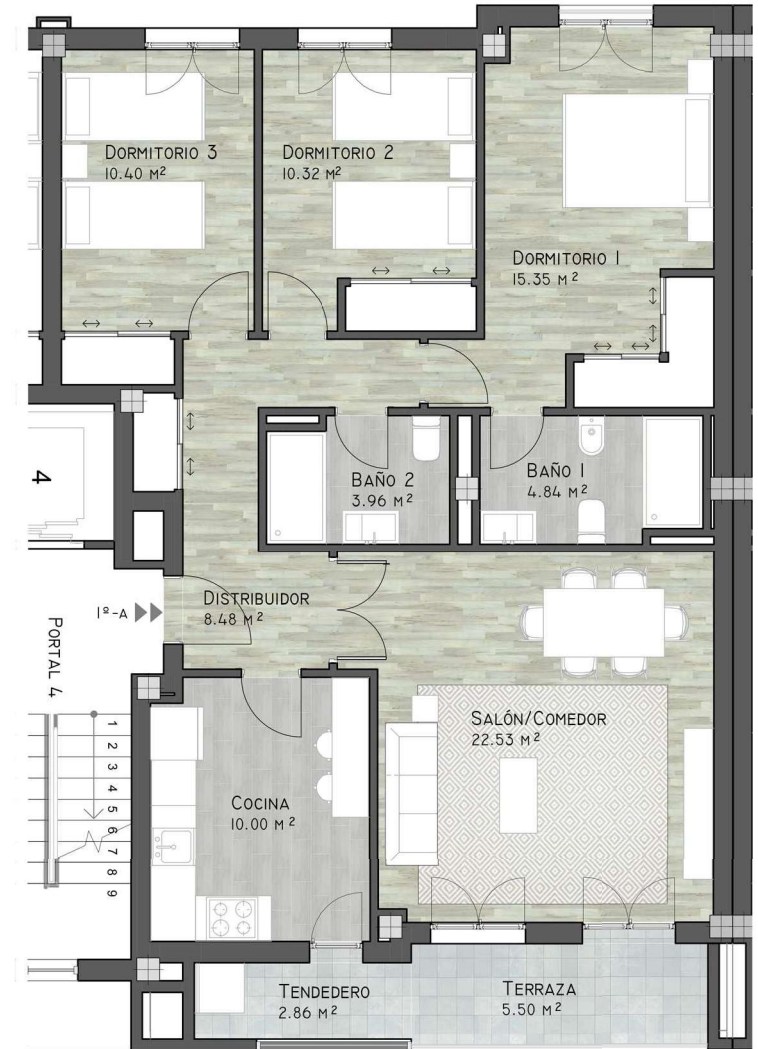 DORMITORIO 3
10.40 M²
DORMITORIO 2
10.32 M²
DORMITORIO 1
15.35 M²
BAÑO 2
3.96 M²
BAÑO 1
4.84 M²
4
1º-A
DISTRIBUIDOR
8.48 M²
PORTAL 4
SALÓN/COMEDOR
22.53 M²
COCINA
10.00 M²
1
2
3
4
5
6
7
8
9
TENDEDERO
2.86 M²
TERRAZA
5.50 M²